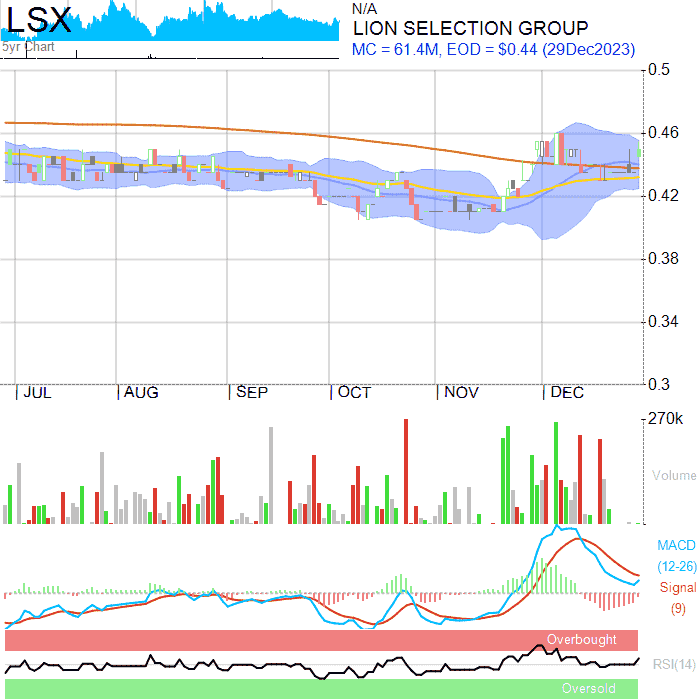 LSX
5yr Chart
N/A
LION SELECTION GROUP
MC = 61.4M, EOD = $0.44 (29Dec2023)
0.5
0.46
0.42
0.38
0.34
0.3
JUL AUG SEP OCT NOV DEC
270k
Volume
MACD
(12-26)
Signal
(9)
Overbought
RSI(14)
Oversold